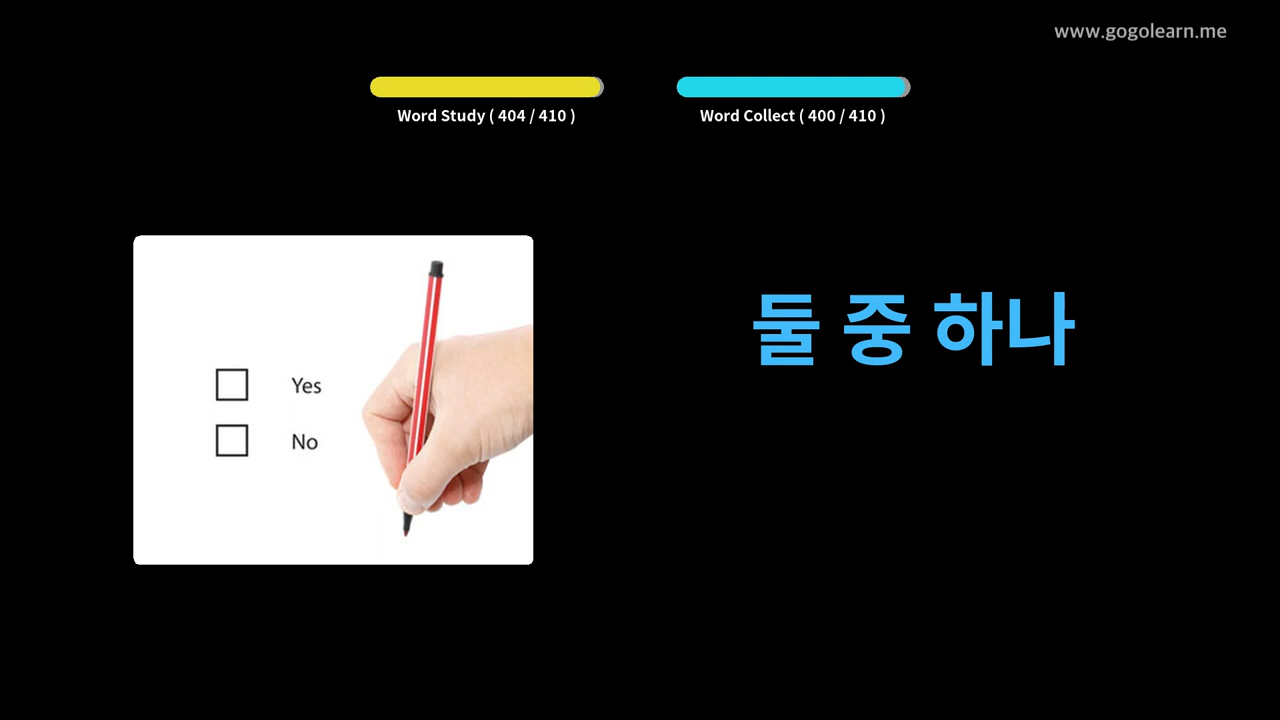 www.gogolearn.me
Word Study ( 404 / 410 )
Word Collect ( 400 / 410 )
Yes
No
둘 중 하나